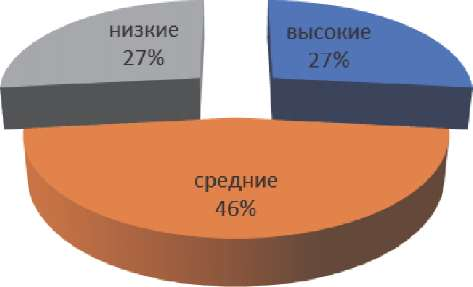 низкие
27%
высокие
27%
средние
46%